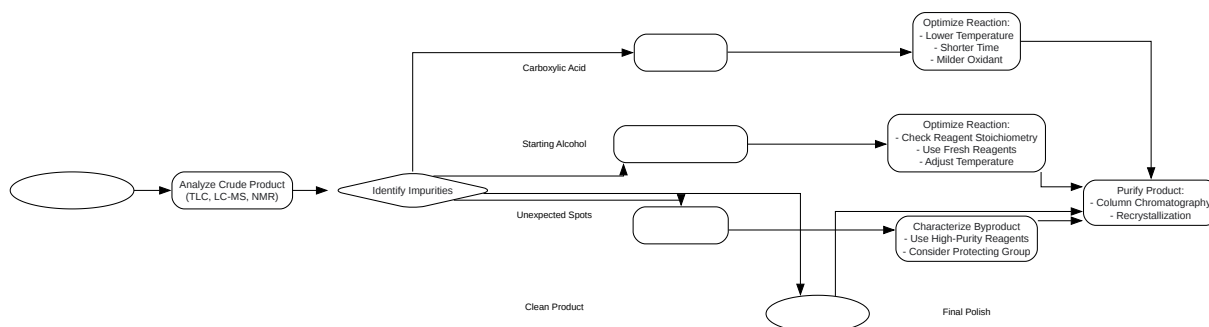 Optimize Reaction:
- Lower Temperature
- Shorter Time
- Milder Oxidant
Carboxylic Acid
Optimize Reaction:
- Check Reagent Stoichiometry
- Use Fresh Reagents
- Adjust Temperature
Starting Alcohol
Analyze Crude Product
(TLC, LC-MS, NMR)
Identify Impurities
Purify Product:
- Column Chromatography
- Recrystallization
Unexpected Spots
Characterize Byproduct
- Use High-Purity Reagents
- Consider Protecting Group
Clean Product
Final Polish